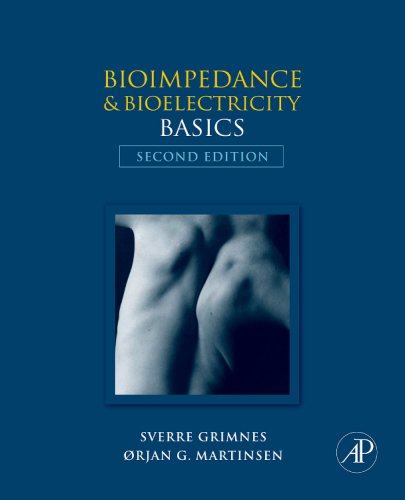 BIOIMPEDANCE
& BIOELECTRICITY
BASICS
SECOND EDITION
SVERRE GRIMNES
ØRJAN G. MARTINSEN
AP